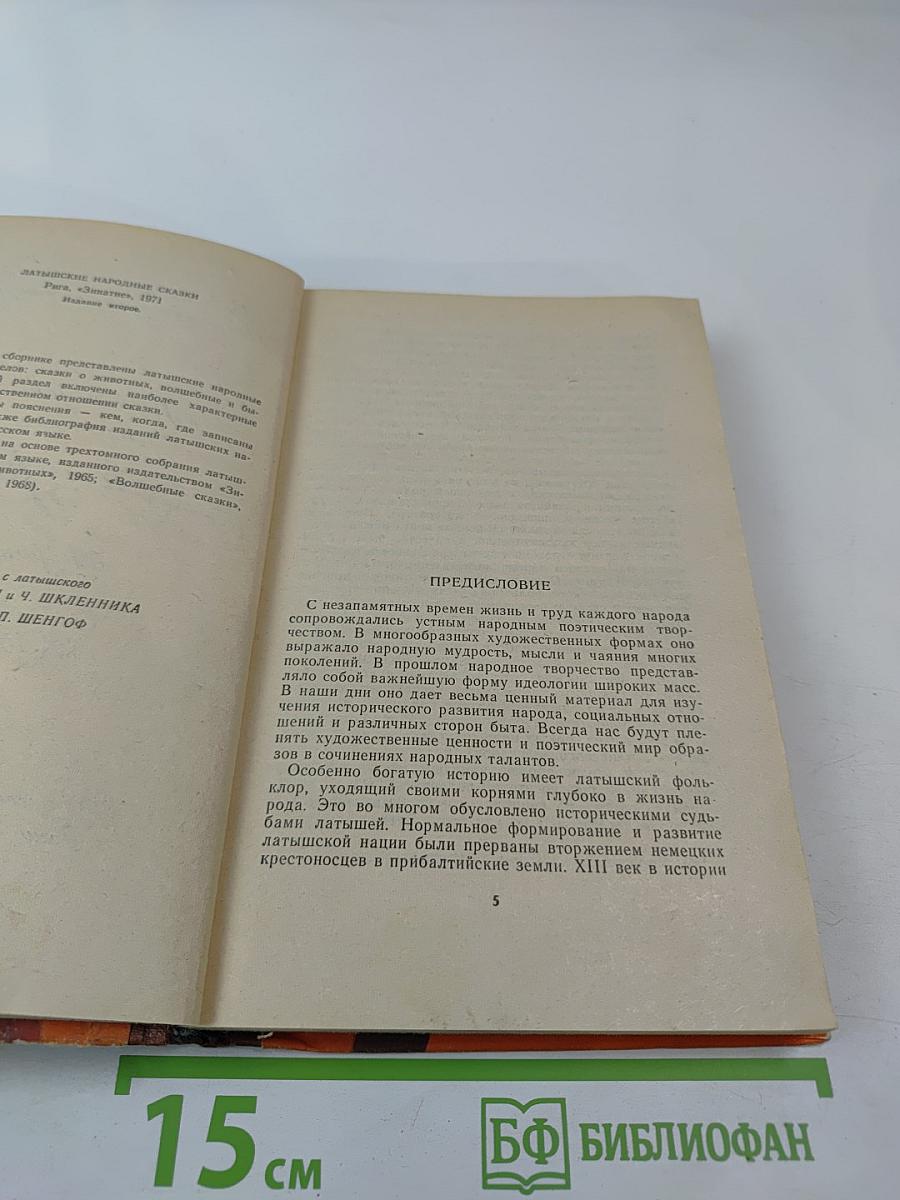 ЛАТЫШСКИЕ НАРОДНЫЕ СКАЗКИ
Рига, «Зинатне», 1971
Издание второе.
сборнике представлены латышские народные
елов: сказки о животных, волшебные и бы-
раздел включены наиболее характерные
ственном отношении сказки.
ы пояснения — кем, когда, где записаны
кже библиография изданий латышских на-
сском языке.
на основе трехтомного собрания латыш-
м языке, изданного издательством «Зи-
ивотных», 1965; «Волшебные сказки»,
1968).
с латышского
и Ч. ШКЛЕННИКА
П. ШЕНГОФ
ПРЕДИСЛОВИЕ
С незапамятных времен жизнь и труд каждого народа
сопровождались устным народным поэтическим твор-
чеством. В многообразных художественных формах оно
выражало народную мудрость, мысли и чаяния многих
поколений. В прошлом народное творчество представ-
ляло собой важнейшую форму идеологии широких масс.
В наши дни оно дает весьма ценный материал для изу-
чения исторического развития народа, социальных отно-
шений и различных сторон быта. Всегда нас будут пле-
нять художественные ценности и поэтический мир обра-
зов в сочинениях народных талантов.
Особенно богатую историю имеет латышский фоль-
клор, уходящий своими корнями глубоко в жизнь на-
рода. Это во многом обусловлено историческими судь-
бами латышей. Нормальное формирование и развитие
латышской нации были прерваны вторжением немецких
крестоносцев в прибалтийские земли. XIII век в истории
5
15 см
БФ БИБЛИОФАН